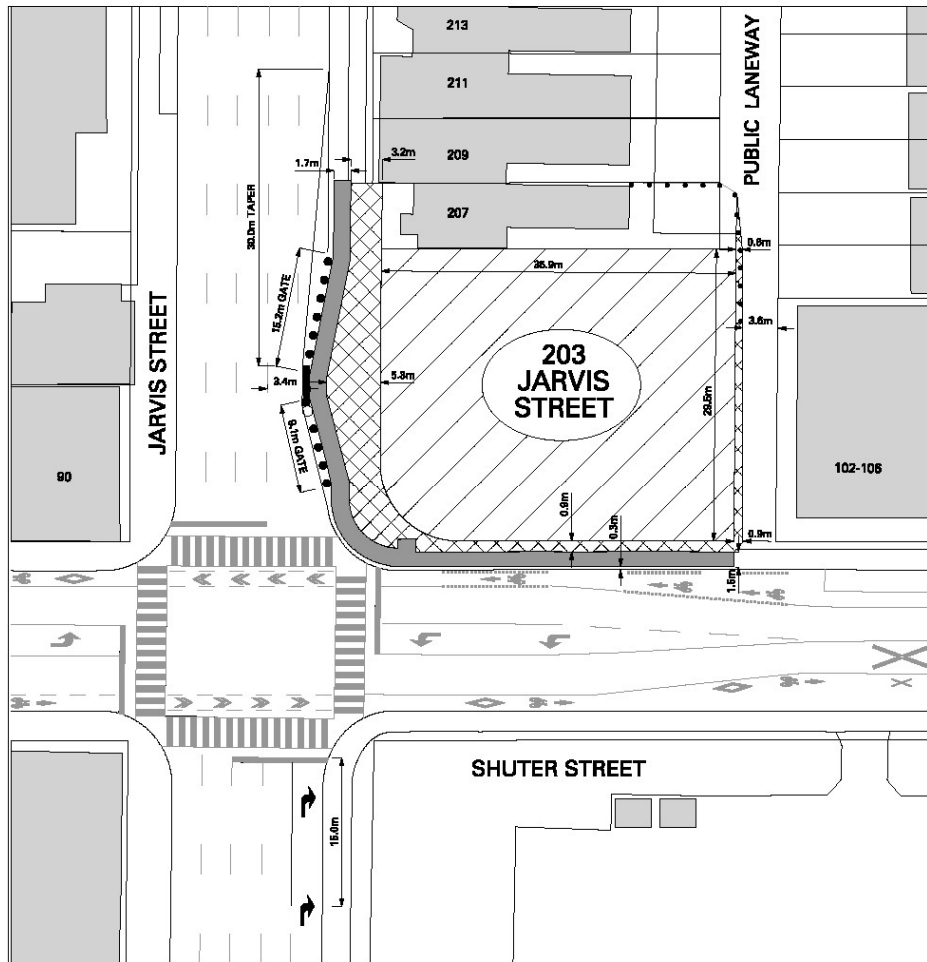 213
211
209
207
PUBLIC LANEWAY
3.2m
1.7m
30.0m TAPER
15.2m GATE
0.8m
35.9m
3.6m
JARVIS STREET
3.4m
5.8m
203
JARVIS
STREET
29.5m
9.1m GATE
90
102-106
0.9m
0.3m
0.9m
1.5m
SHUTER STREET
15.0m